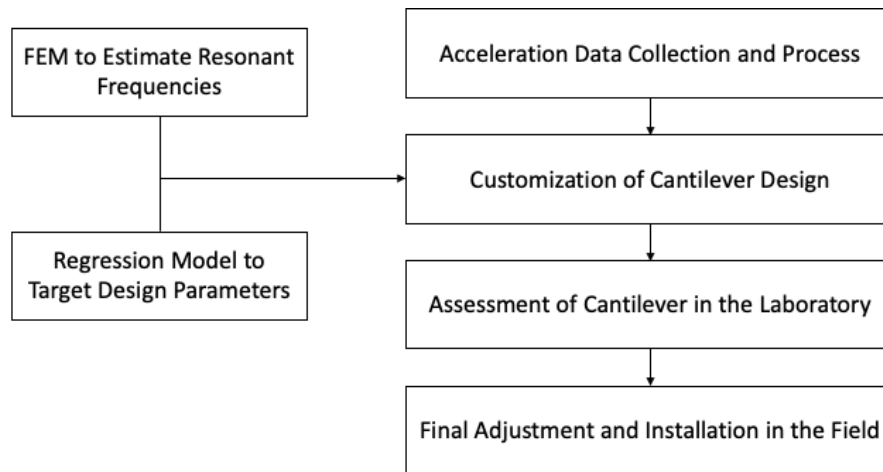 FEM to Estimate Resonant
Frequencies
Regression Model to
Target Design Parameters
Acceleration Data Collection and Process
Customization of Cantilever Design
Assessment of Cantilever in the Laboratory
Final Adjustment and Installation in the Field